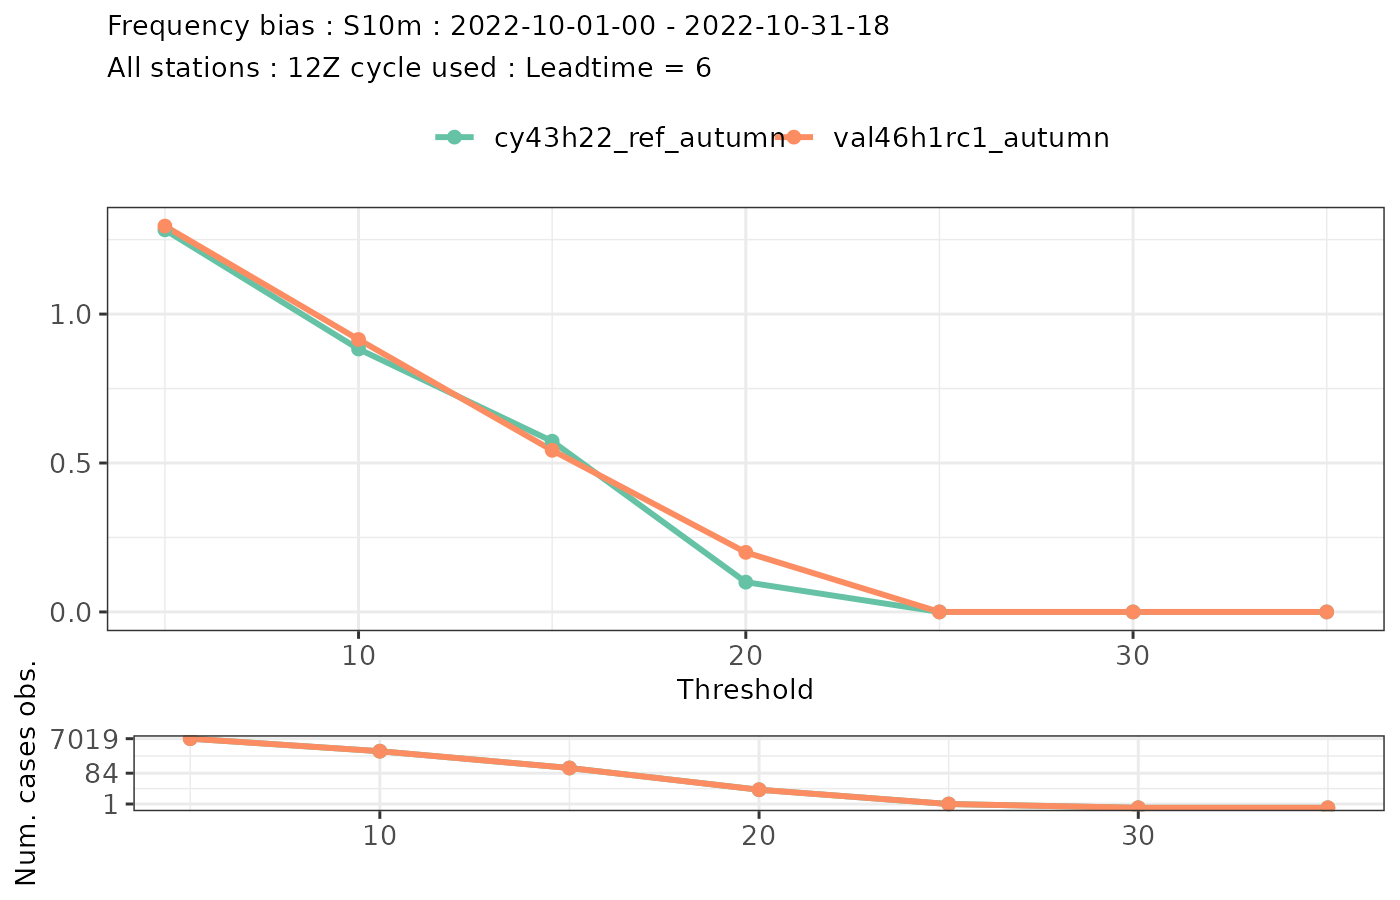 Frequency bias : S10m : 2022-10-01-00 - 2022-10-31-18
All stations : 12Z cycle used : Leadtime = 6
cy43h22_ref_autumn val46h1rc1_autumn
1.0
0.5
0.0
10 20 30
Threshold
Num. cases obs.
7019
84
1
10 20 30